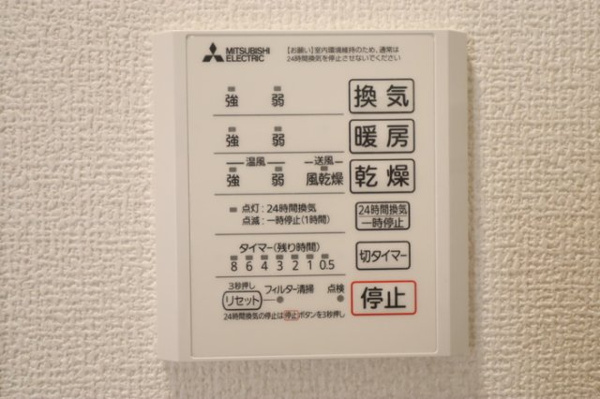 MITSUBISHI
ELECTRIC
【お願い】室内環境維持のため、通常は
24時間換気を停止させないでください
強 弱 換気
強 弱 暖房
温風 送風
強 弱 風乾燥 乾燥
点灯:24時間換気
点滅:一時停止(1時間)
24時間換気
一時停止
タイマー(残り時間)
8 6 4 3 2 1 0.5
切タイマー
3秒押し
リセット フィルター清掃 点検
停止
24時間換気の停止は停止ボタンを3秒押し